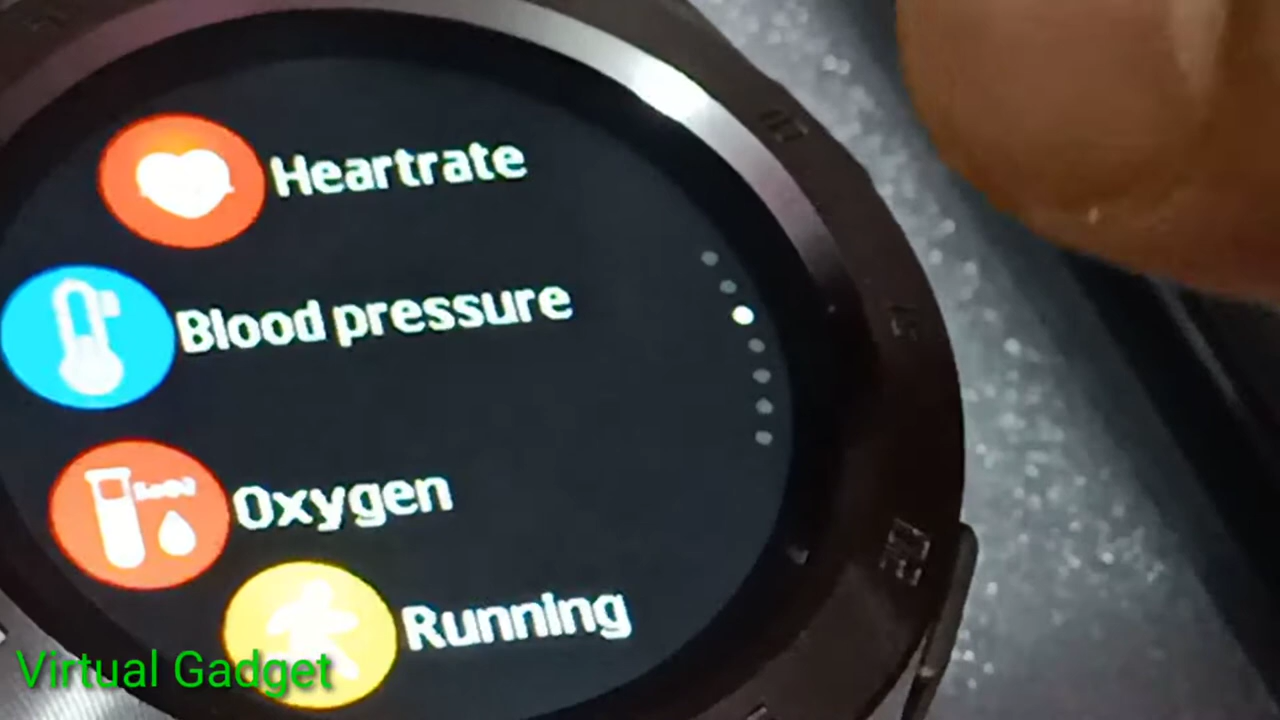 Heartrate
Blood pressure
Oxygen
Running
Virtual Gadget